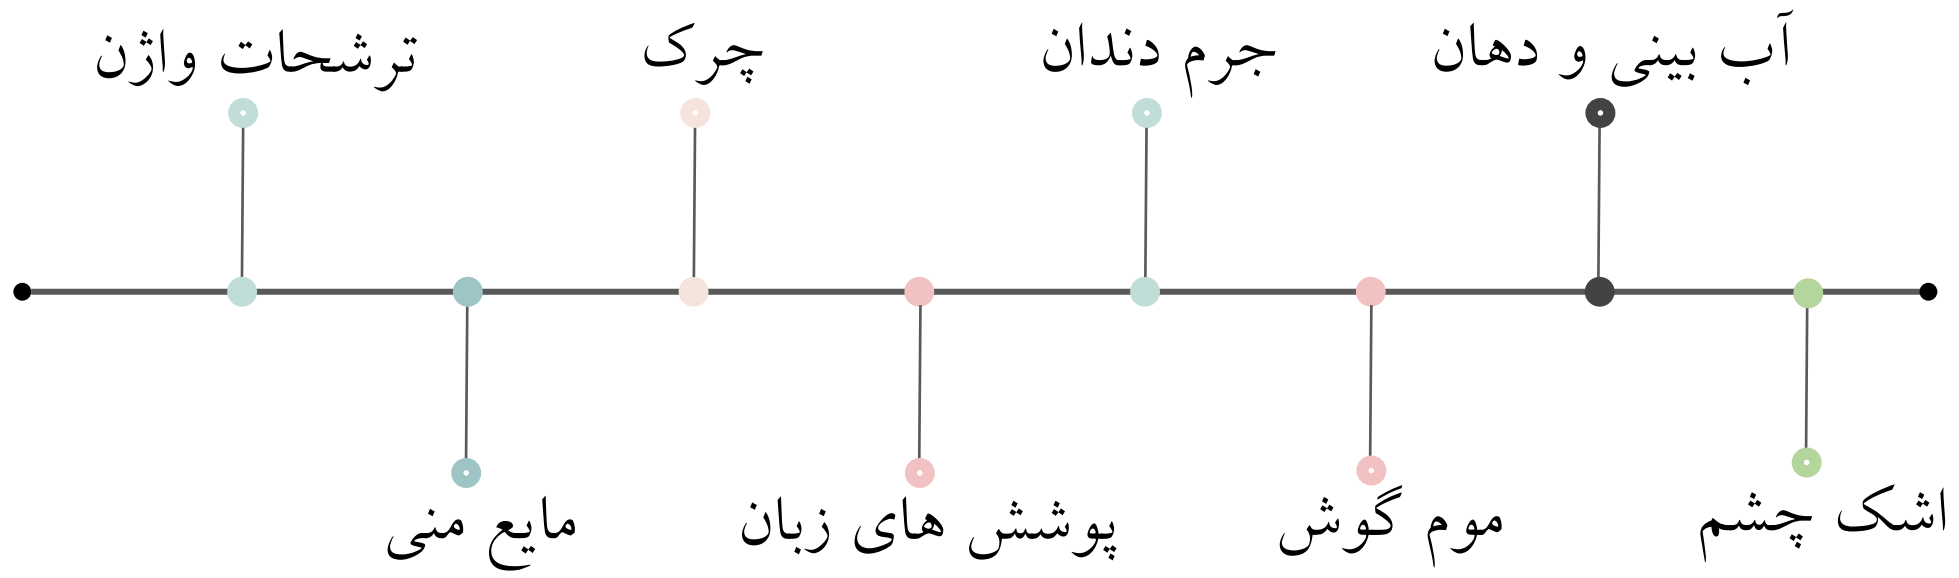 آب بینی و دهان
جرم دندان
چرک
ترشحات واژن
اشک چشم
موم گوش
پوشش های زبان
مایع منی